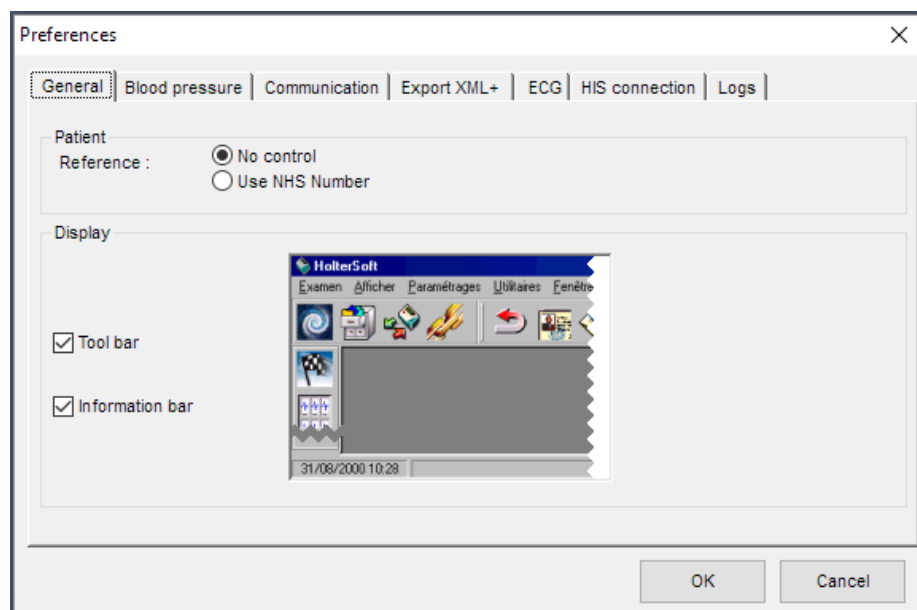 Preferences
General Blood pressure Communication Export XML+ ECG HIS connection Logs
Patient
Reference : No control
Use NHS Number
Display
HolterSoft
Examen Afficher Paramétrages Utilitaires Fenêtre
Tool bar
Information bar
31/08/2000 10:28
OK Cancel